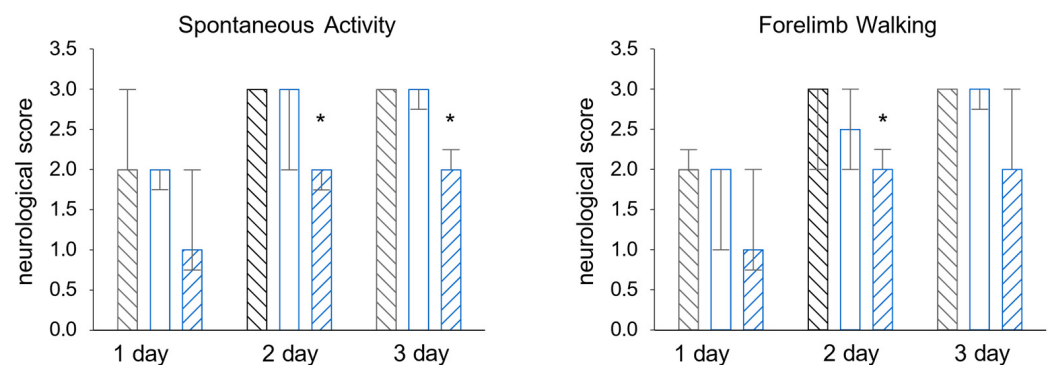 Spontaneous Activity
neurological score
3.5
3.0
2.5
2.0
1.5
1.0
0.5
0.0
*
*
1 day
2 day
3 day
Forelimb Walking
neurological score
3.5
3.0
2.5
2.0
1.5
1.0
0.5
0.0
*
1 day
2 day
3 day